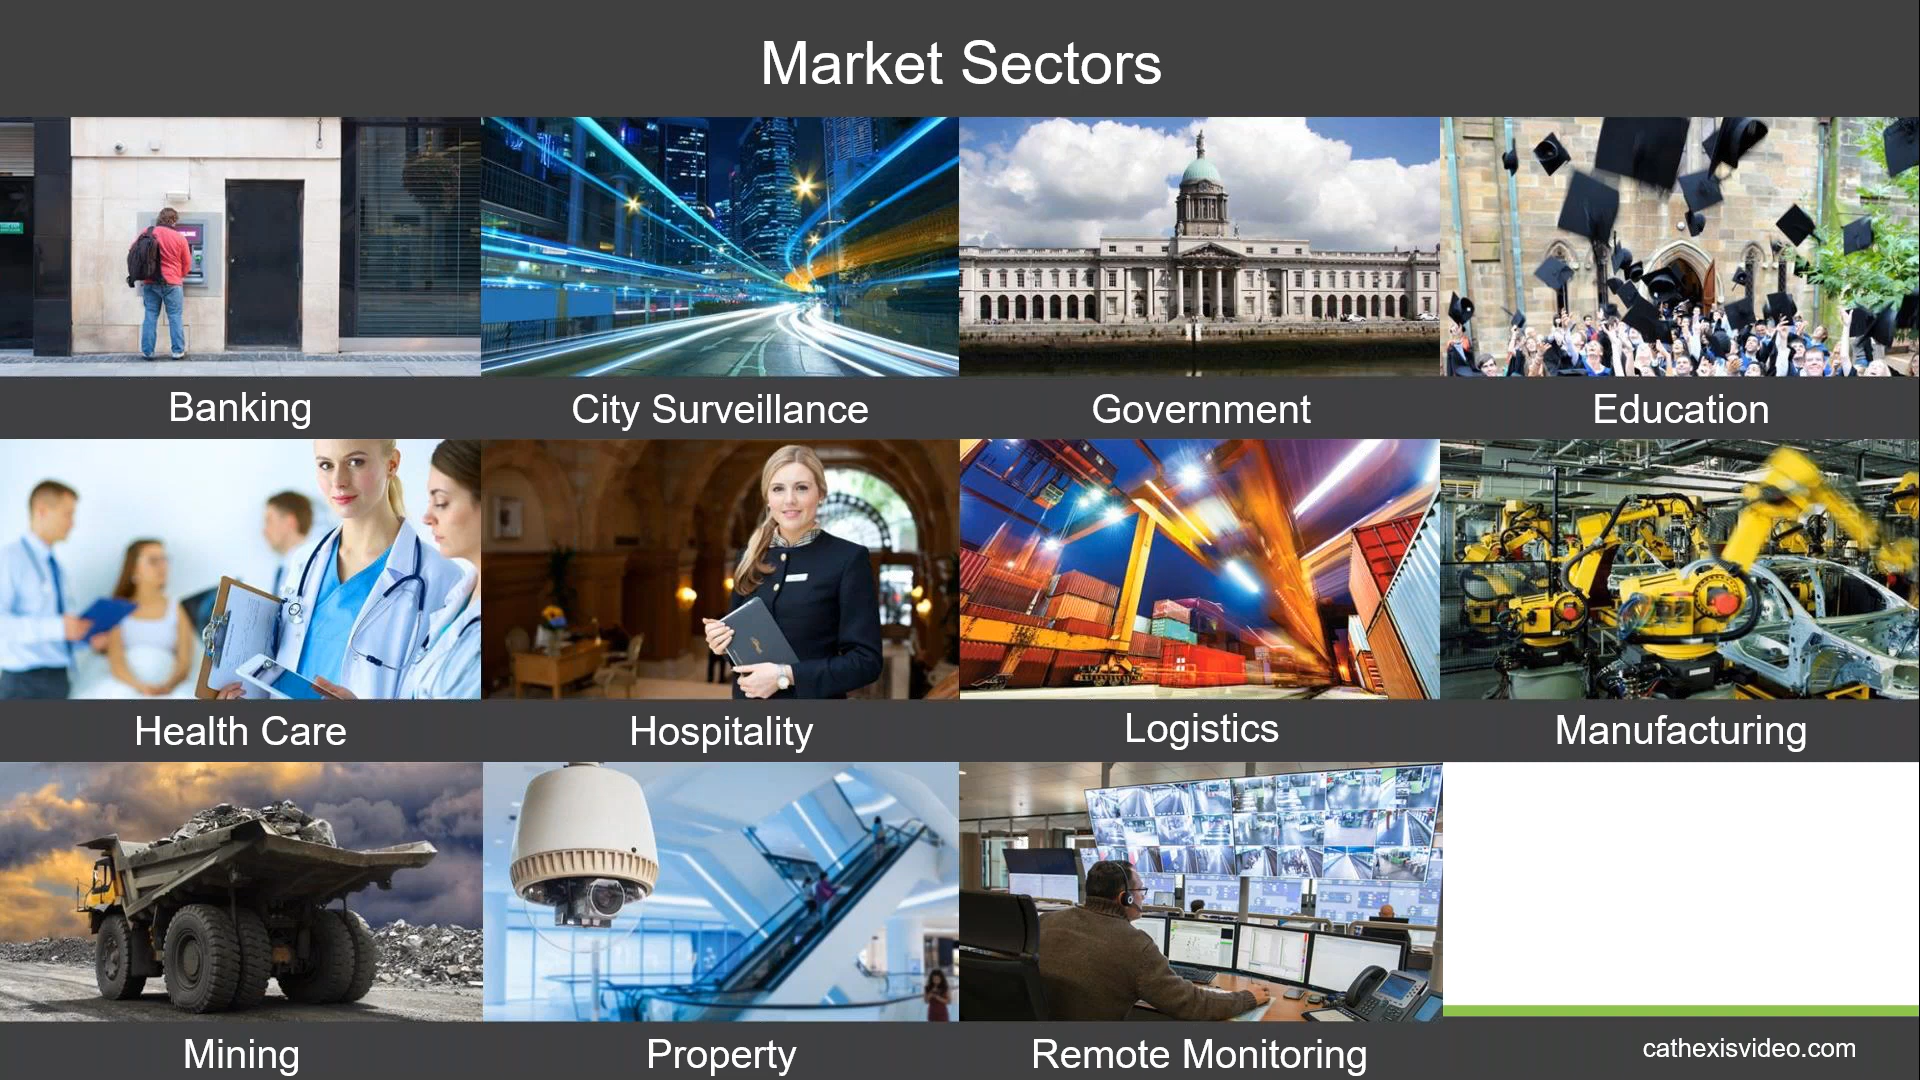 Market Sectors
Banking
City Surveillance
Government
Education
Health Care
Hospitality
Logistics
Manufacturing
Mining
Property
Remote Monitoring
cathexisvideo.com